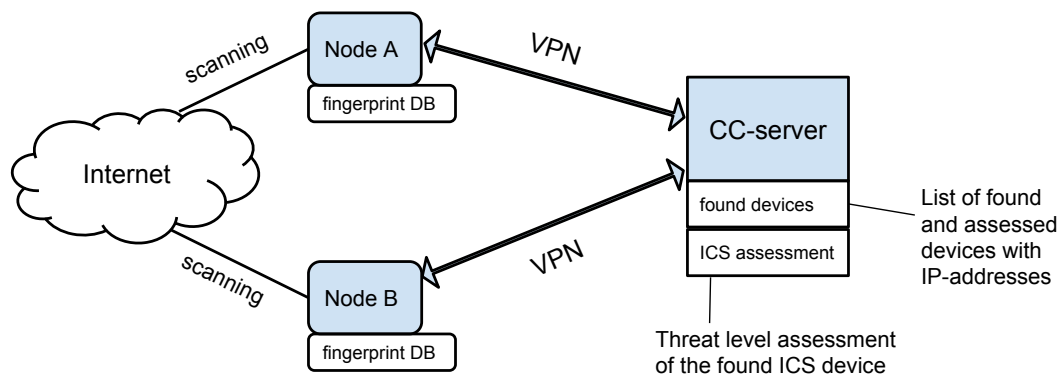 scanning
Node A
fingerprint DB
VPN
Internet
CC-server
found devices
ICS assessment
List of found
and assessed
devices with
IP-addresses
Threat level assessment
of the found ICS device
VPN
scanning
Node B
fingerprint DB